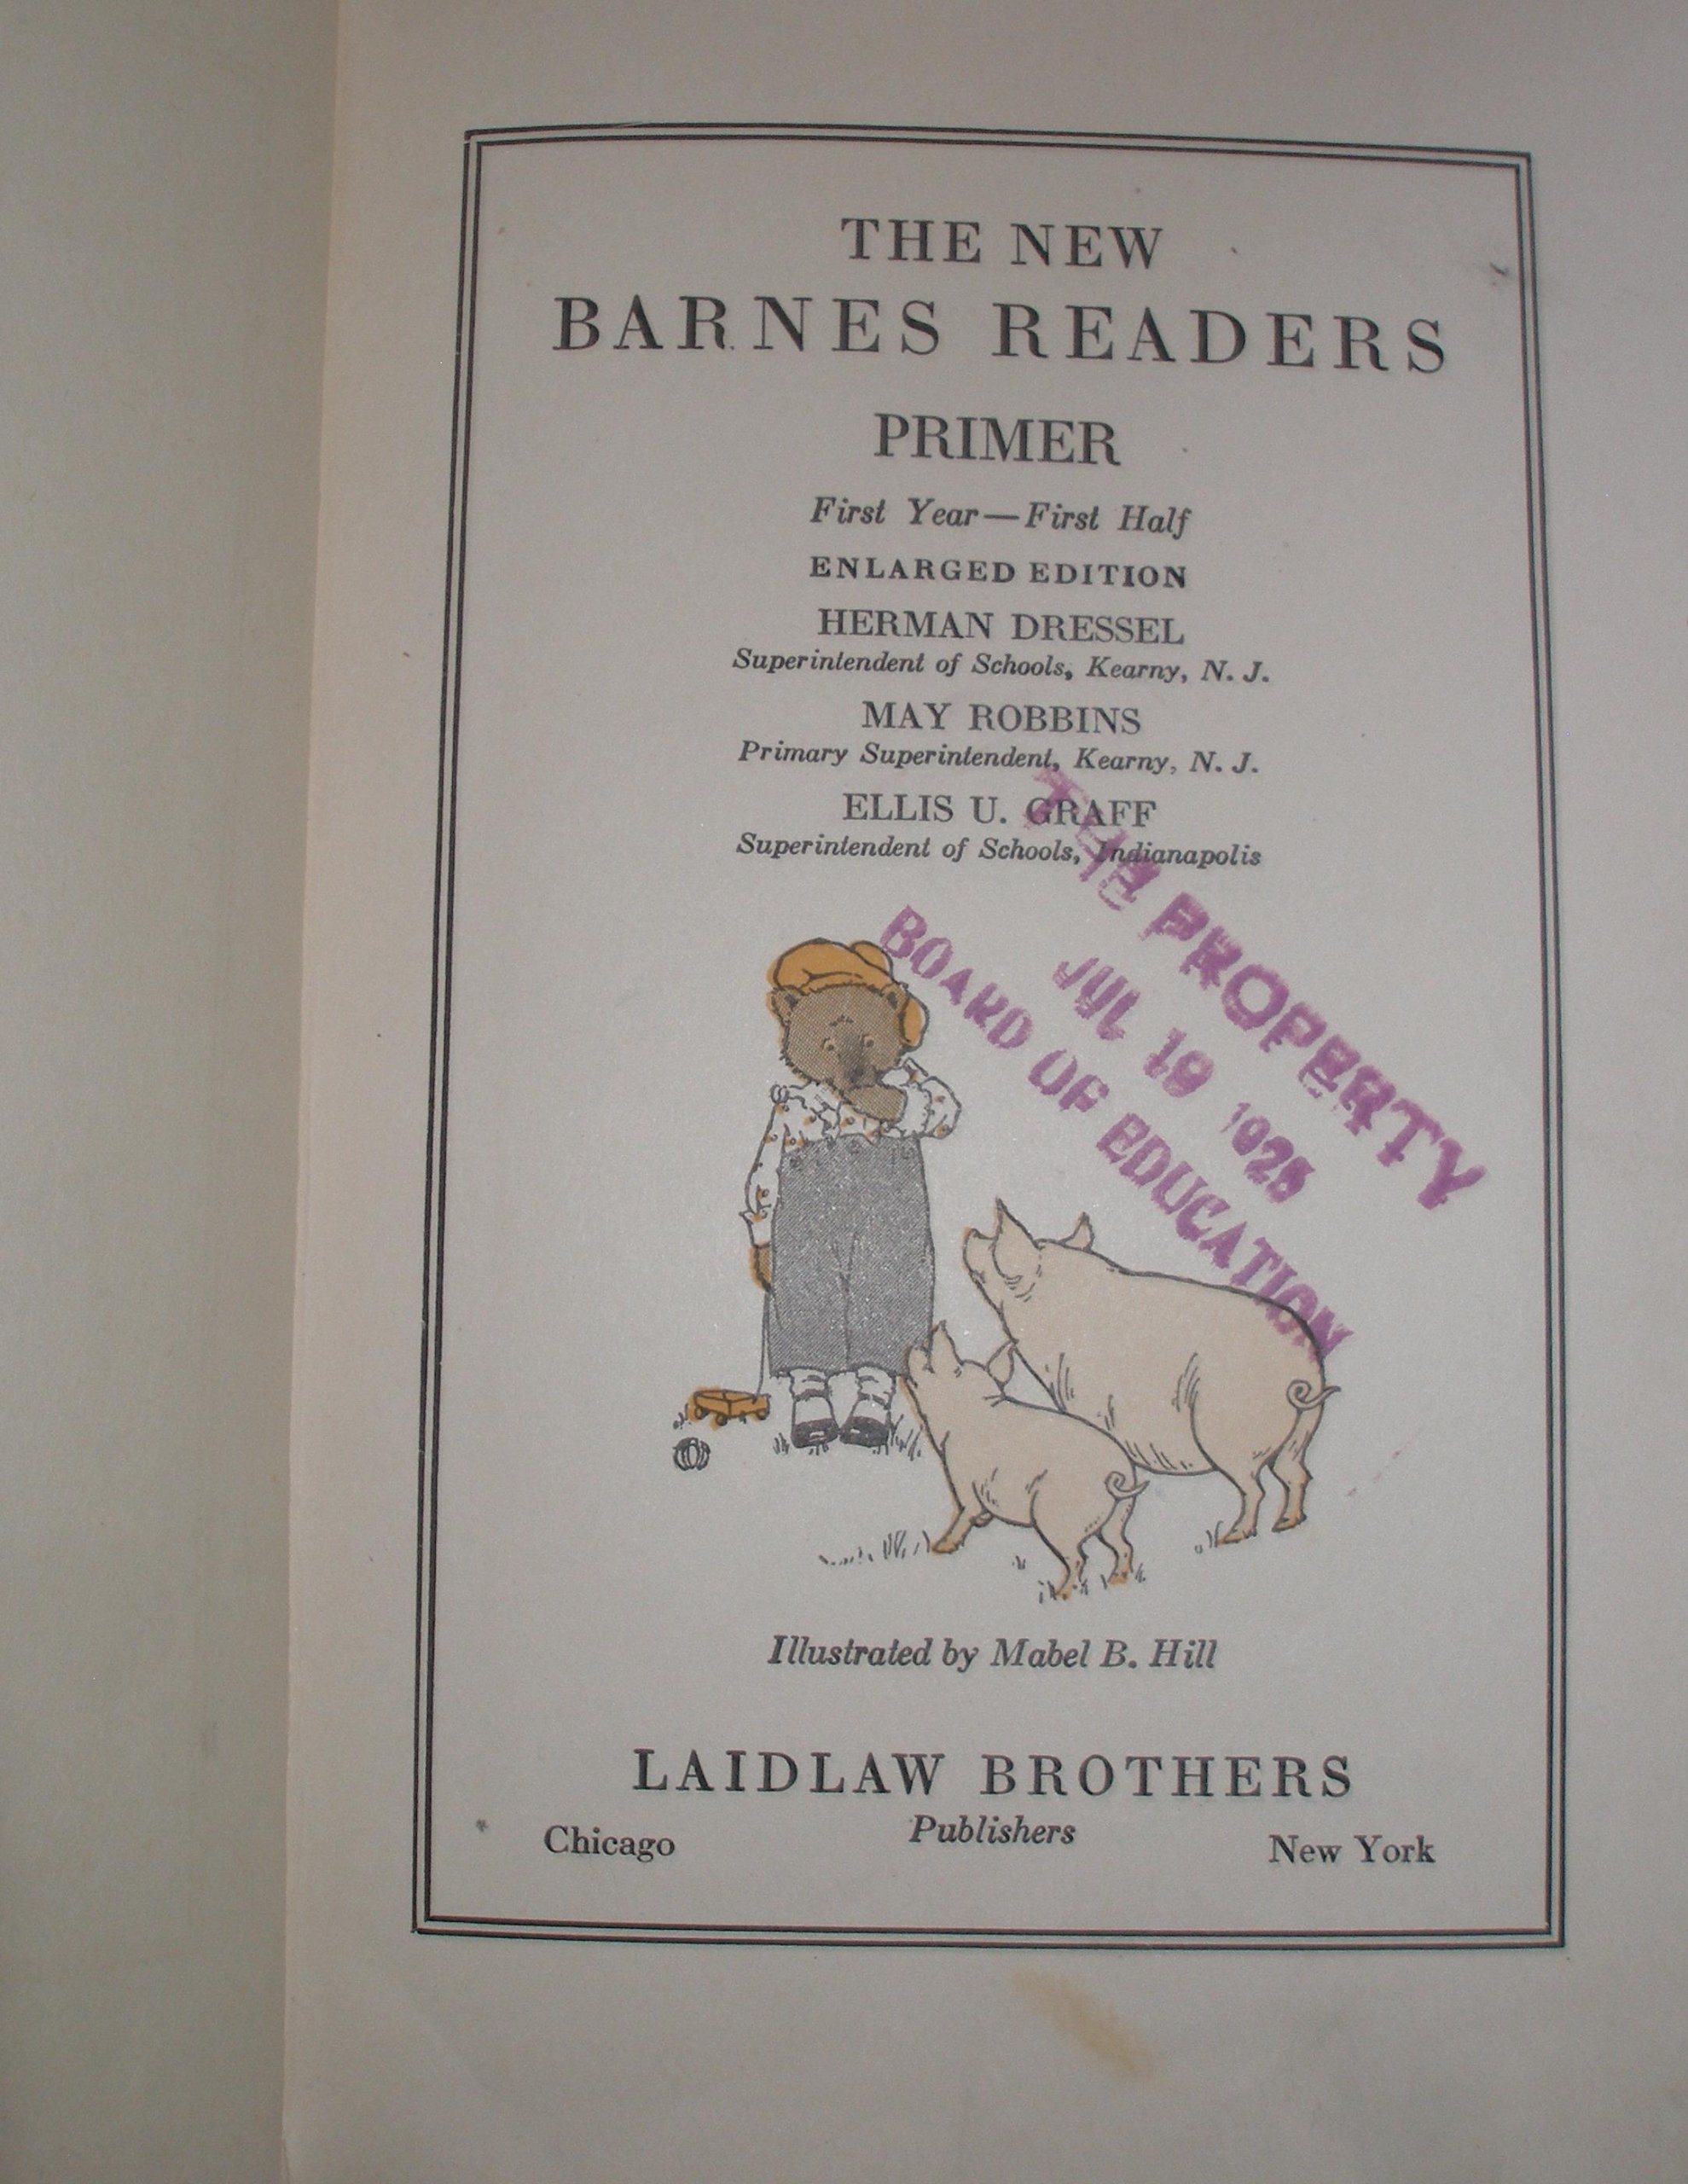 THE NEW
BARNES READERS
PRIMER
First Year—First Half
ENLARGED EDITION
HERMAN DRESSEL
Superintendent of Schools, Kearny, N. J.
MAY ROBBINS
Primary Superintendent, Kearny, N. J.
ELLIS U. GRAFF
Superintendent of Schools, Indianapolis
THE PROPERTY
JUL 19 1926
BOARD OF EDUCATION
Illustrated by Mabel B. Hill
LAIDLAW BROTHERS
Publishers
Chicago New York